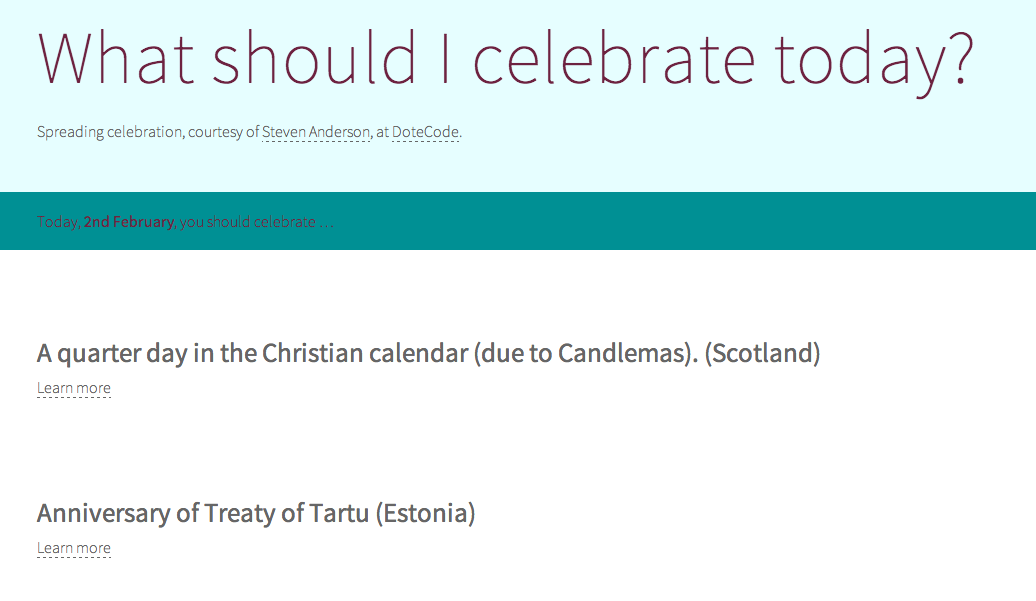 What should I celebrate today?
Spreading celebration, courtesy of Steven Anderson, at DoteCode.
Today, 2nd February, you should celebrate …
A quarter day in the Christian calendar (due to Candlemas). (Scotland)
Learn more
Anniversary of Treaty of Tartu (Estonia)
Learn more